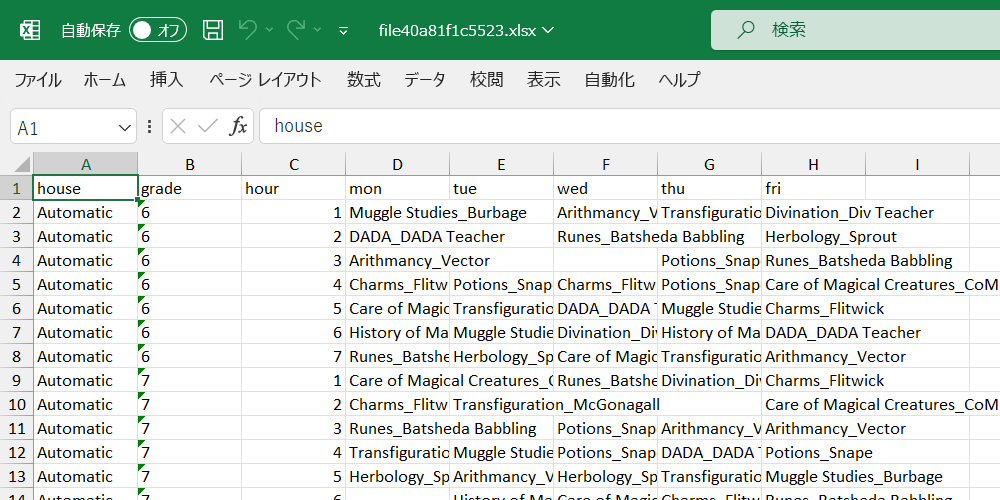 自動保存 オフ file40a81f1c5523.xlsx 検索
ファイル ホーム 挿入 ページ レイアウト 数式 データ 校閲 表示 自動化 ヘルプ
A1 fx house
A B C D E F G H I
1 house grade hour mon tue wed thu fri
2 Automatic 6 1 Muggle Studies_Burbage Arithmancy_V Transfiguratio Divination_Div Teacher
3 Automatic 6 2 DADA_DADA Teacher Runes_Batsheda Babbling Herbology_Sprout
4 Automatic 6 3 Arithmancy_Vector Potions_Snap Runes_Batsheda Babbling
5 Automatic 6 4 Charms_Flitw Potions_Snap Charms_Flitw Potions_Snap Care of Magical Creatures_CoM
6 Automatic 6 5 Care of Magic Transfiguratio DADA_DADA T Muggle Studie Charms_Flitwick
7 Automatic 6 6 History of Ma Muggle Studie Divination_Div History of Ma DADA_DADA Teacher
8 Automatic 6 7 Runes_Batshe Herbology_Sp Care of Magic Transfiguratio Arithmancy_Vector
9 Automatic 7 1 Care of Magical Creatures_C Runes_Batshe Divination_Div Charms_Flitwick
10 Automatic 7 2 Charms_Flitw Transfiguration_McGonagall Care of Magical Creatures_CoM
11 Automatic 7 3 Runes_Batsheda Babbling Potions_Snap Arithmancy_V Arithmancy_Vector
12 Automatic 7 4 Transfiguratio Muggle Studie Potions_Snap DADA_DADA T Potions_Snape
13 Automatic 7 5 Herbology_Sp Arithmancy_V Herbology_Sp Transfiguratio Muggle Studies_Burbage
14 Automatic 7 6 History of Ma Care of Magic Charms_Flitw Runes_Batsheda Babbling